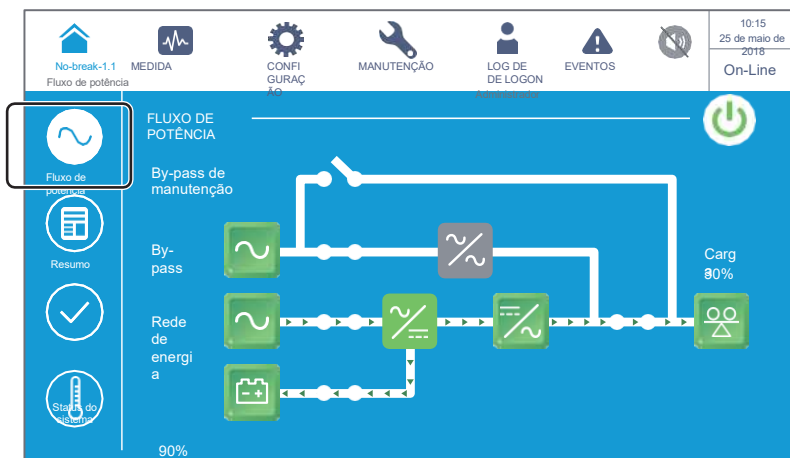 10:15
25 de maio de
2018
On-Line
No-break-1.1
MEDIDA
CONFI
GURAÇ
ÃO
MANUTENÇÃO
LOG DE
DE LOGON
Administrador
EVENTOS
Fluxo de potência
FLUXO DE
POTÊNCIA
Fluxo de
potência
By-pass de
manutenção
Resumo
By-
pass
Carg
a
90%
Rede
de
energi
a
Status do
sistema
90%